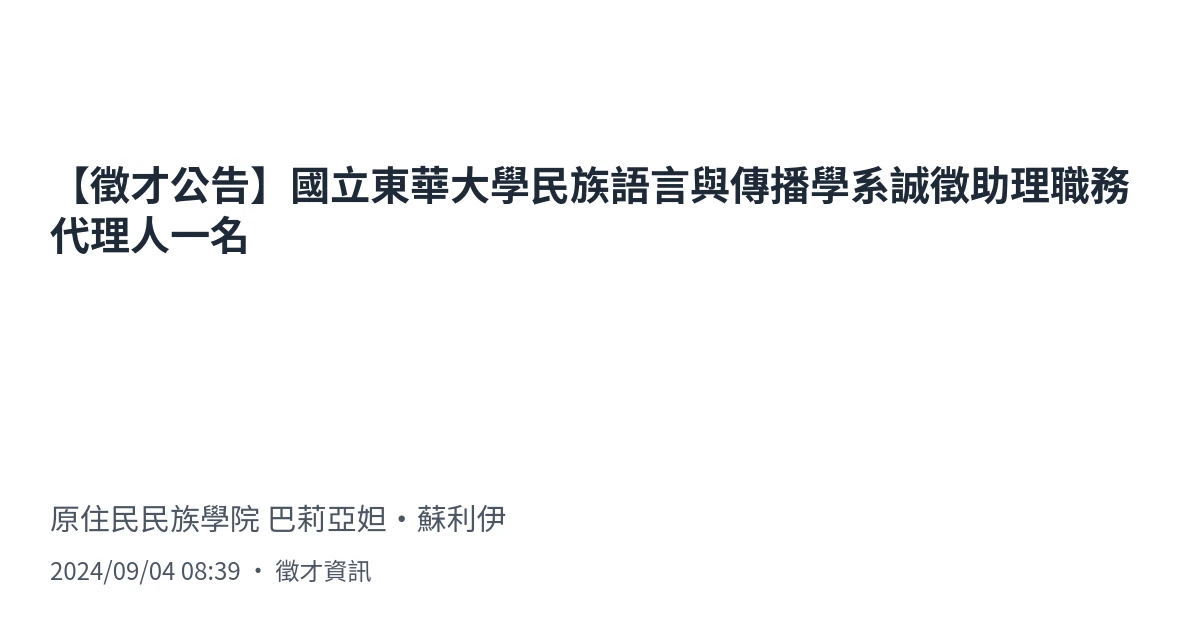 【徵才公告】國立東華大學民族語言與傳播學系誠徵助理職務
代理人一名
原住民民族學院 巴莉亞妲・蘇利伊
2024/09/04 08:39 ・ 徵才資訊